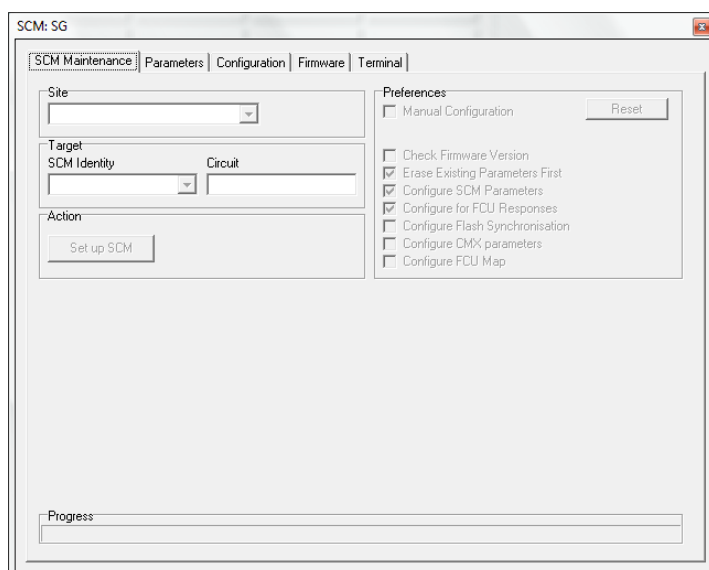 SCM: SG
SCM Maintenance Parameters Configuration Firmware Terminal
Site
Target
SCM Identity Circuit
Action
Set up SCM
Preferences
Manual Configuration Reset
Check Firmware Version
Erase Existing Parameters First
Configure SCM Parameters
Configure for FCU Responses
Configure Flash Synchronisation
Configure CMX parameters
Configure FCU Map
Progress